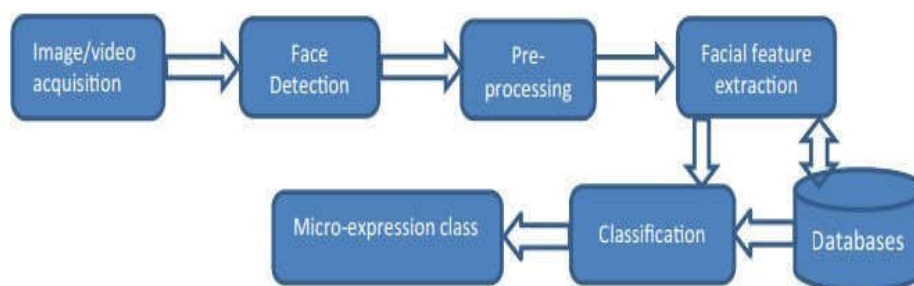 Image/video
acquisition
Face
Detection
Pre-
processing
Facial feature
extraction
Micro-expression class
Classification
Databases